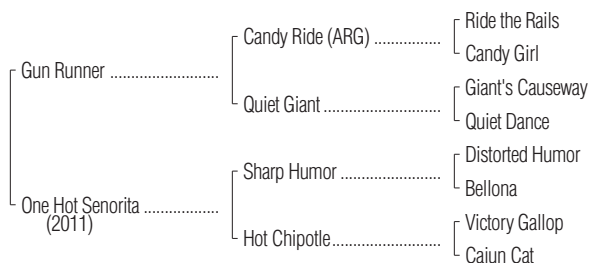 Ride the Rails
Candy Ride (ARG) ................
Candy Girl
Gun Runner .........................
Giant's Causeway
Quiet Giant ...........................
Quiet Dance
Distorted Humor
Sharp Humor .......................
Bellona
One Hot Senorita .................
(2011)
Victory Gallop
Hot Chipotle.........................
Cajun Cat